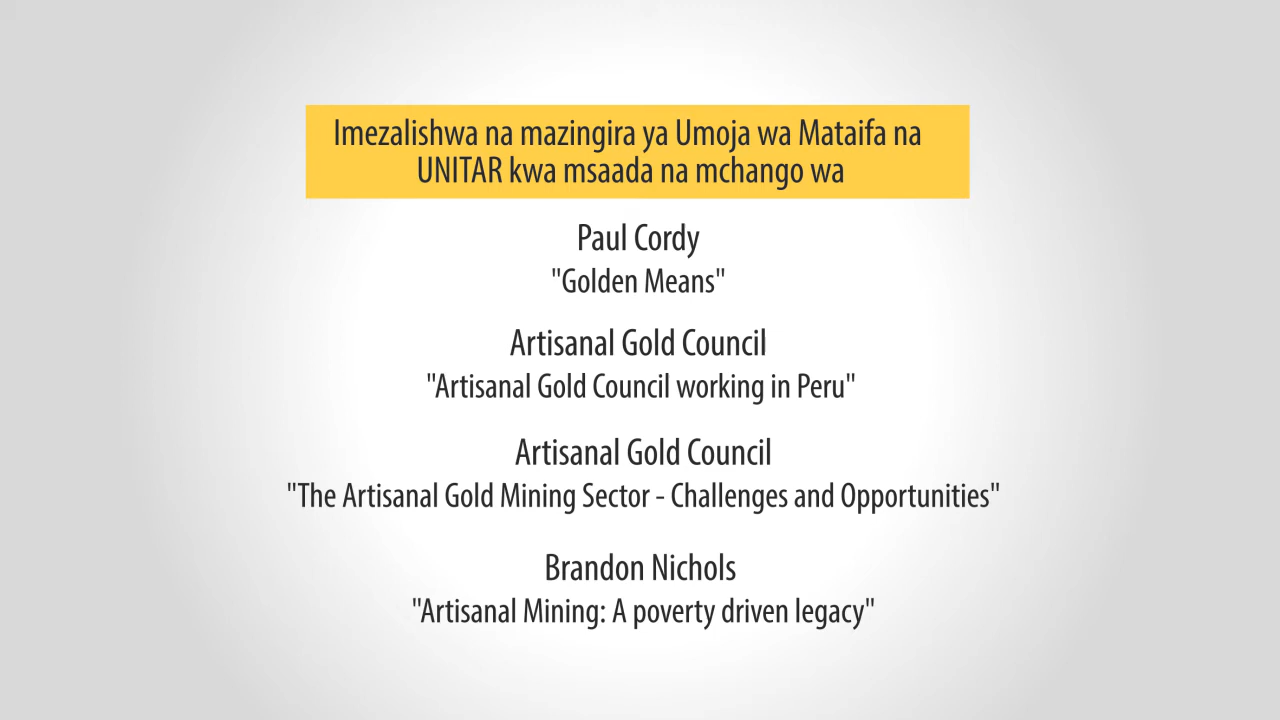 Imezalishwa na mazingira ya Umoja wa Mataifa na
UNITAR kwa msaada na mchango wa
Paul Cordy
"Golden Means"
Artisanal Gold Council
"Artisanal Gold Council working in Peru"
Artisanal Gold Council
"The Artisanal Gold Mining Sector - Challenges and Opportunities"
Brandon Nichols
"Artisanal Mining: A poverty driven legacy"